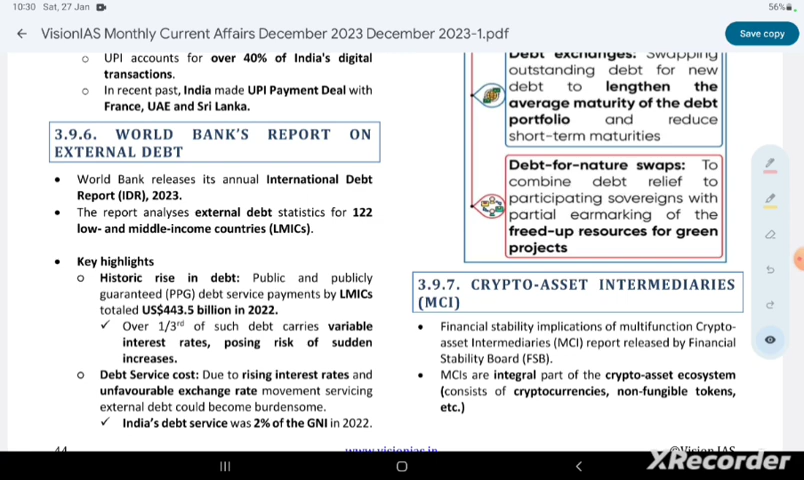 10:30 Sat, 27 Jan
56%
VisionIAS Monthly Current Affairs December 2023 December 2023-1.pdf
Save copy
o UPI accounts for over 40% of India's digital
transactions.
o In recent past, India made UPI Payment Deal with
France, UAE and Sri Lanka.
3.9.6. WORLD BANK'S REPORT ON
EXTERNAL DEBT
• World Bank releases its annual International Debt
Report (IDR), 2023.
• The report analyses external debt statistics for 122
low- and middle-income countries (LMICs).
• Key highlights
o Historic rise in debt: Public and publicly
guaranteed (PPG) debt service payments by LMICs
totaled US$443.5 billion in 2022.
✓ Over 1/3rd of such debt carries variable
interest rates, posing risk of sudden
increases.
o Debt Service cost: Due to rising interest rates and
unfavourable exchange rate movement servicing
external debt could become burdensome.
✓ India's debt service was 2% of the GNI in 2022.
44
www.visionias.in
Debt exchanges: Swapping
outstanding debt for new
debt to lengthen the
average maturity of the debt
portfolio and reduce
short-term maturities
Debt-for-nature swaps: To
combine debt relief to
participating sovereigns with
partial earmarking of the
freed-up resources for green
projects
3.9.7. CRYPTO-ASSET INTERMEDIARIES
(MCI)
• Financial stability implications of multifunction Crypto-
asset Intermediaries (MCI) report released by Financial
Stability Board (FSB).
• MCIs are integral part of the crypto-asset ecosystem
(consists of cryptocurrencies, non-fungible tokens,
etc.)
©Vision IAS
XRecorder